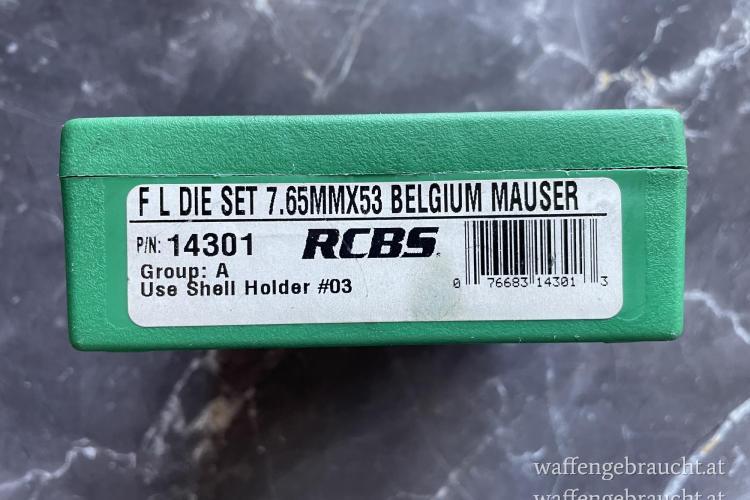 F L DIE SET 7.65MMX53 BELGIUM MAUSER
P/N: 14301
RCBS
Group: A
Use Shell Holder #03
0 76683 14301 3
waffengebraucht.at
waffengebraucht.at